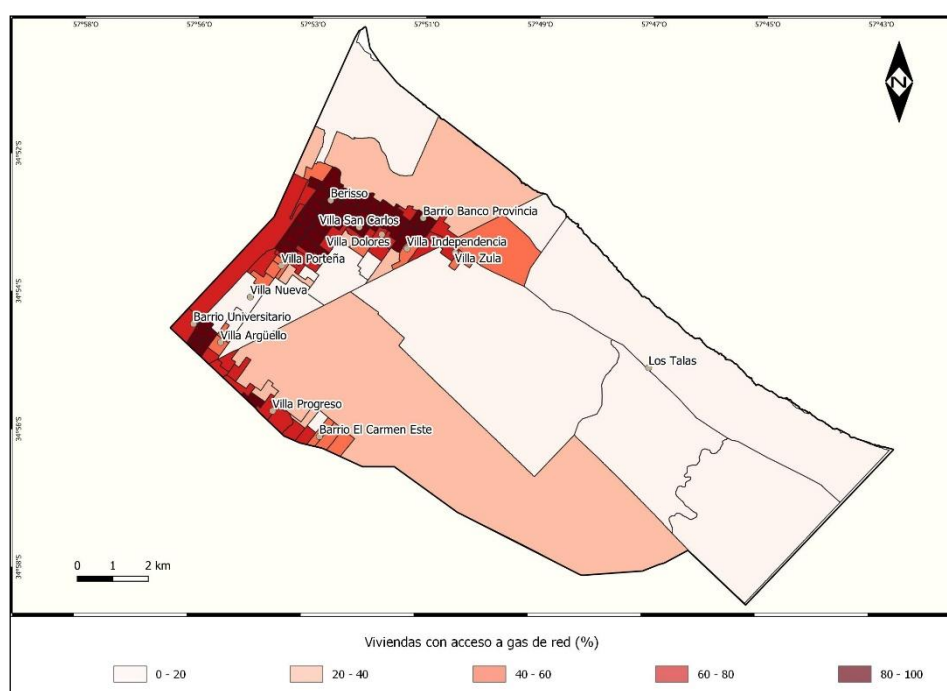 57°58'O 57°56'O 57°53'O 57°51'O 57°49'O 57°47'O 57°45'O 57°43'O
N
34°52'S
Berisso
Barrio Banco Provincia
Villa San Carlos
Villa Dolores
Villa Independencia
Villa Zula
Villa Porteña
34°54'S
Villa Nueva
Barrio Universitario
Villa Argüello
Los Talas
Villa Progreso
34°56'S
Barrio El Carmen Este
34°58'S
0 1 2 km
Viviendas con acceso a gas de red (%)
0 - 20 20 - 40 40 - 60 60 - 80 80 - 100